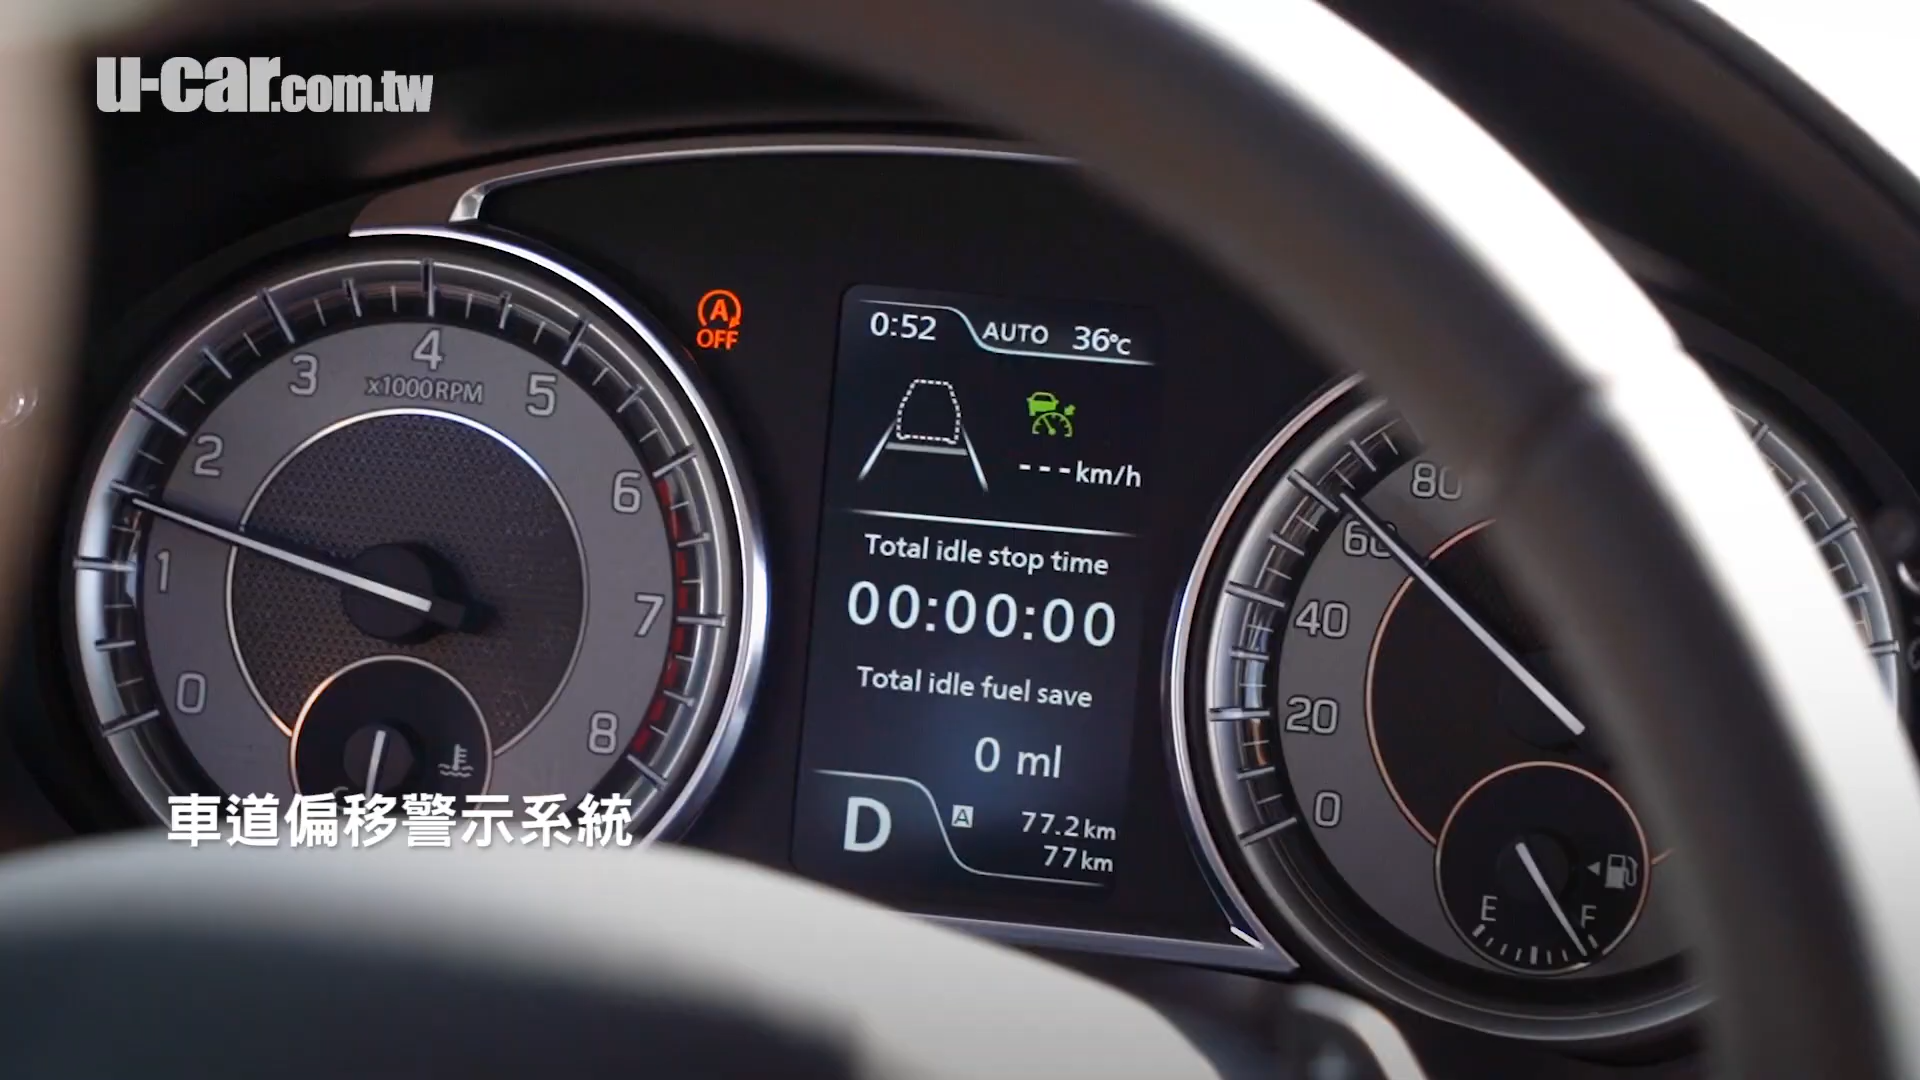 u-car.com.tw
0:52 AUTO 36°C
A
OFF
---km/h
Total idle stop time
00:00:00
Total idle fuel save
0 ml
D
A 77.2 km
77 km
0
1
2
3
4
x1000RPM
5
6
7
8
80
60
40
20
0
E
F
車道偏移警示系統